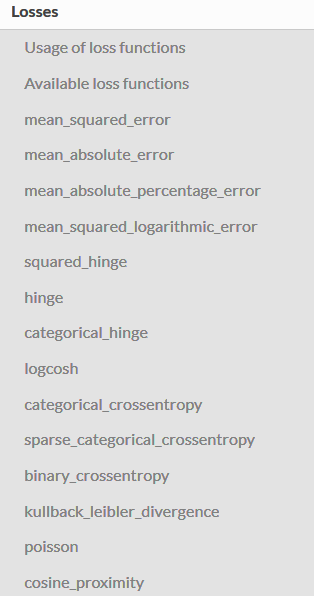 Losses
Usage of loss functions
Available loss functions
mean_squared_error
mean_absolute_error
mean_absolute_percentage_error
mean_squared_logarithmic_error
squared_hinge
hinge
categorical_hinge
logcosh
categorical_crossentropy
sparse_categorical_crossentropy
binary_crossentropy
kullback_leibler_divergence
poisson
cosine_proximity